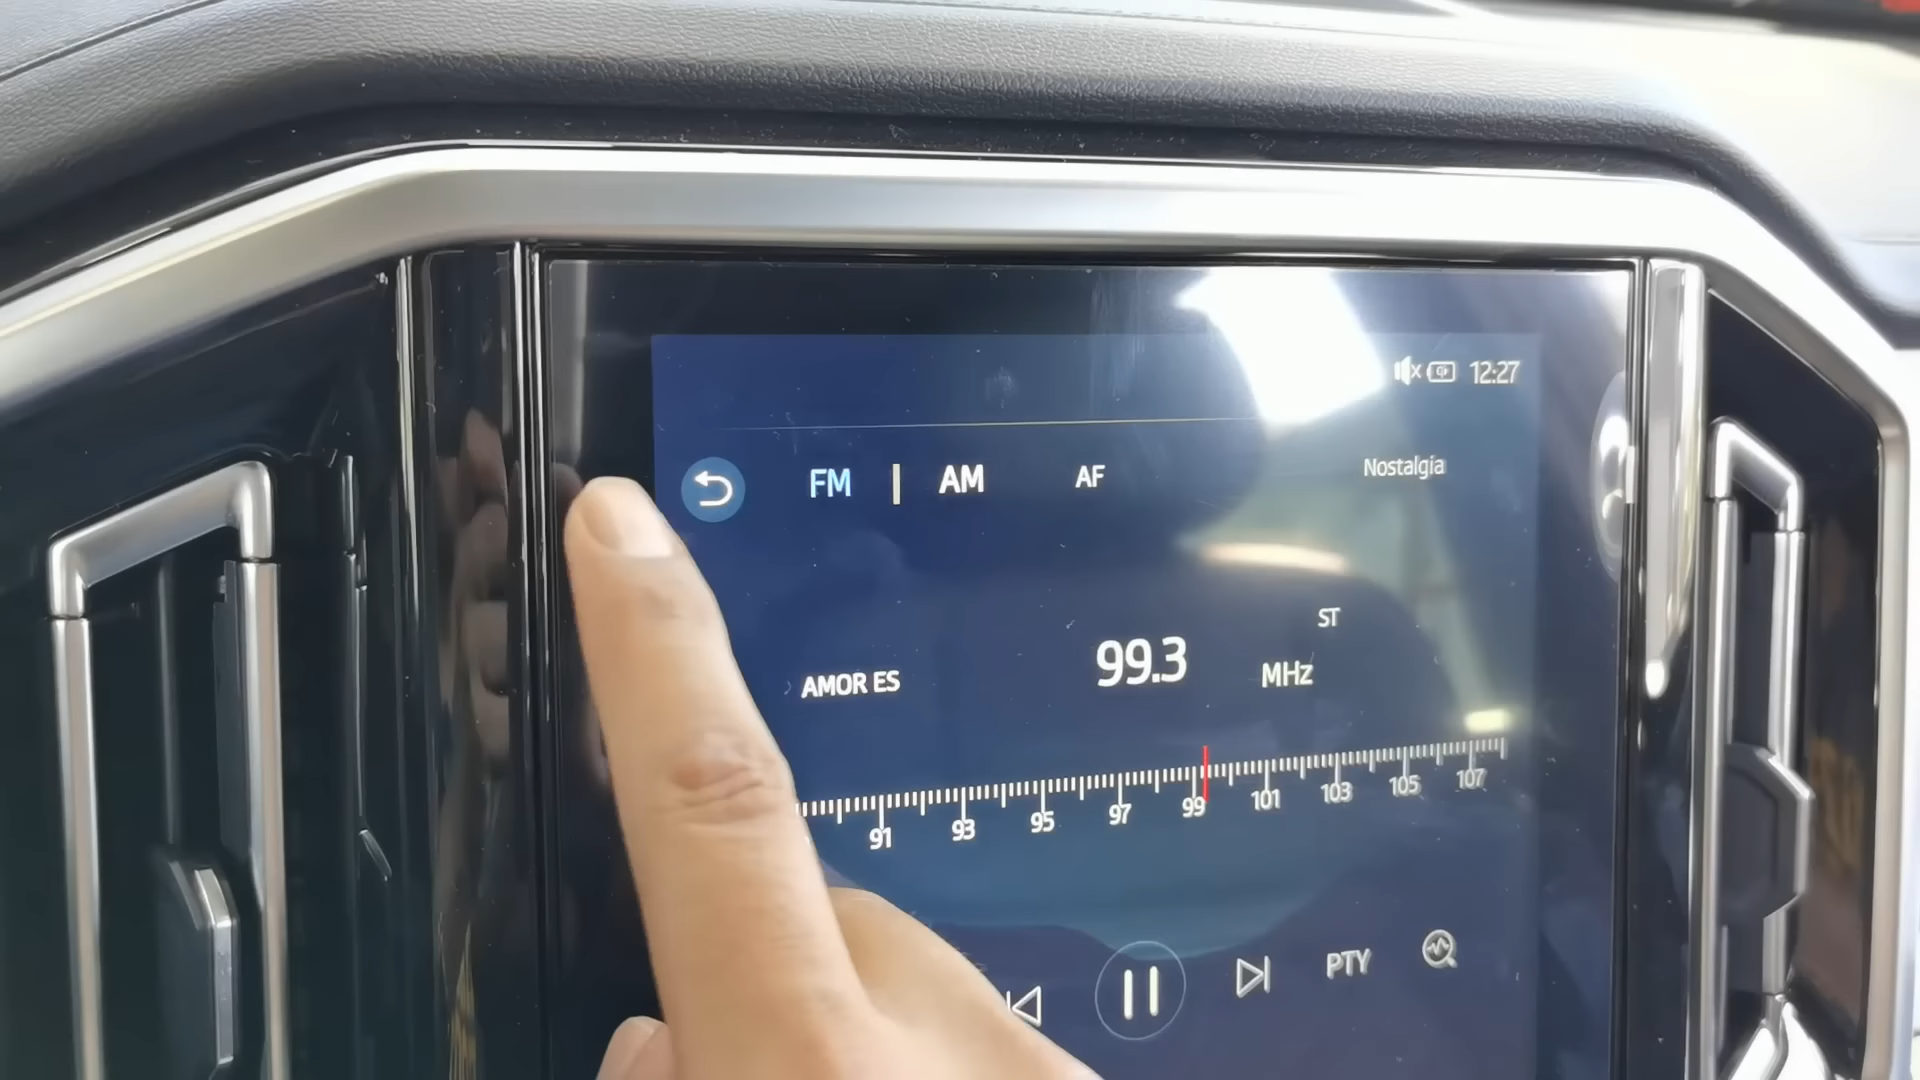 12:27
FM | AM AF Nostalgia
ST
AMOR ES 99.3 MHz
91 93 95 97 99 101 103 105 107
PTY